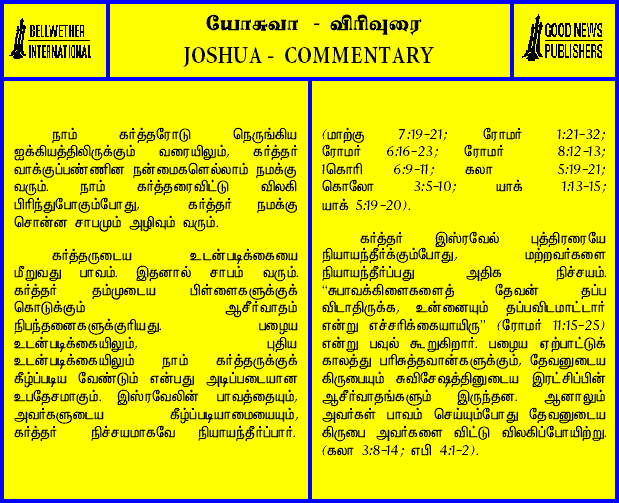 BELLWETHER
INTERNATIONAL
யோசுவா - விரிவுரை
JOSHUA - COMMENTARY
GOOD NEWS
PUBLISHERS
நாம் கர்த்தரோடு நெருங்கிய
ஐக்கியத்திலிருக்கும் வரையிலும், கர்த்தர்
வாக்குப்பண்ணின நன்மைகளெல்லாம் நமக்கு
வரும். நாம் கர்த்தரைவிட்டு விலகி
பிரிந்துபோகும்போது, கர்த்தர் நமக்கு
சொன்ன சாபமும் அழிவும் வரும்.
கர்த்தருடைய உடன்படிக்கையை
மீறுவது பாவம். இதனால் சாபம் வரும்.
கர்த்தர் தம்முடைய பிள்ளைகளுக்குக்
கொடுக்கும் ஆசீர்வாதம்
நிபந்தனைகளுக்குரியது. பழைய
உடன்படிக்கையிலும், புதிய
உடன்படிக்கையிலும் நாம் கர்த்தருக்குக்
கீழ்ப்படிய வேண்டும் என்பது அடிப்படையான
உபதேசமாகும். இஸ்ரவேலின் பாவத்தையும்,
அவர்களுடைய கீழ்ப்படியாமையையும்,
கர்த்தர் நிச்சயமாகவே நியாயந்தீர்ப்பார்.
(மாற்கு 7:19-21; ரோமர் 1:21-32;
ரோமர் 6:16-23; ரோமர் 8:12-13;
1கொரி 6:9-11; கலா 5:19-21;
கொலோ 3:5-10; யாக் 1:13-15;
யாக் 5:19-20).
கர்த்தர் இஸ்ரவேல் புத்திரரையே
நியாயந்தீர்க்கும்போது, மற்றவர்களை
நியாயந்தீர்ப்பது அதிக நிச்சயம்.
“சுபாவக்கிளைகளைத் தேவன் தப்ப
விடாதிருக்க, உன்னையும் தப்பவிடமாட்டார்
என்று எச்சரிக்கையாயிரு” (ரோமர் 11:15-25)
என்று பவுல் கூறுகிறார். பழைய ஏற்பாட்டுக்
காலத்து பரிசுத்தவான்களுக்கும், தேவனுடைய
கிருபையும் சுவிசேஷத்தினுடைய இரட்சிப்பின்
ஆசீர்வாதங்களும் இருந்தன. ஆனாலும்
அவர்கள் பாவம் செய்யும்போது தேவனுடைய
கிருபை அவர்களை விட்டு விலகிப்போயிற்று.
(கலா 3:8-14; எபி 4:1-2).